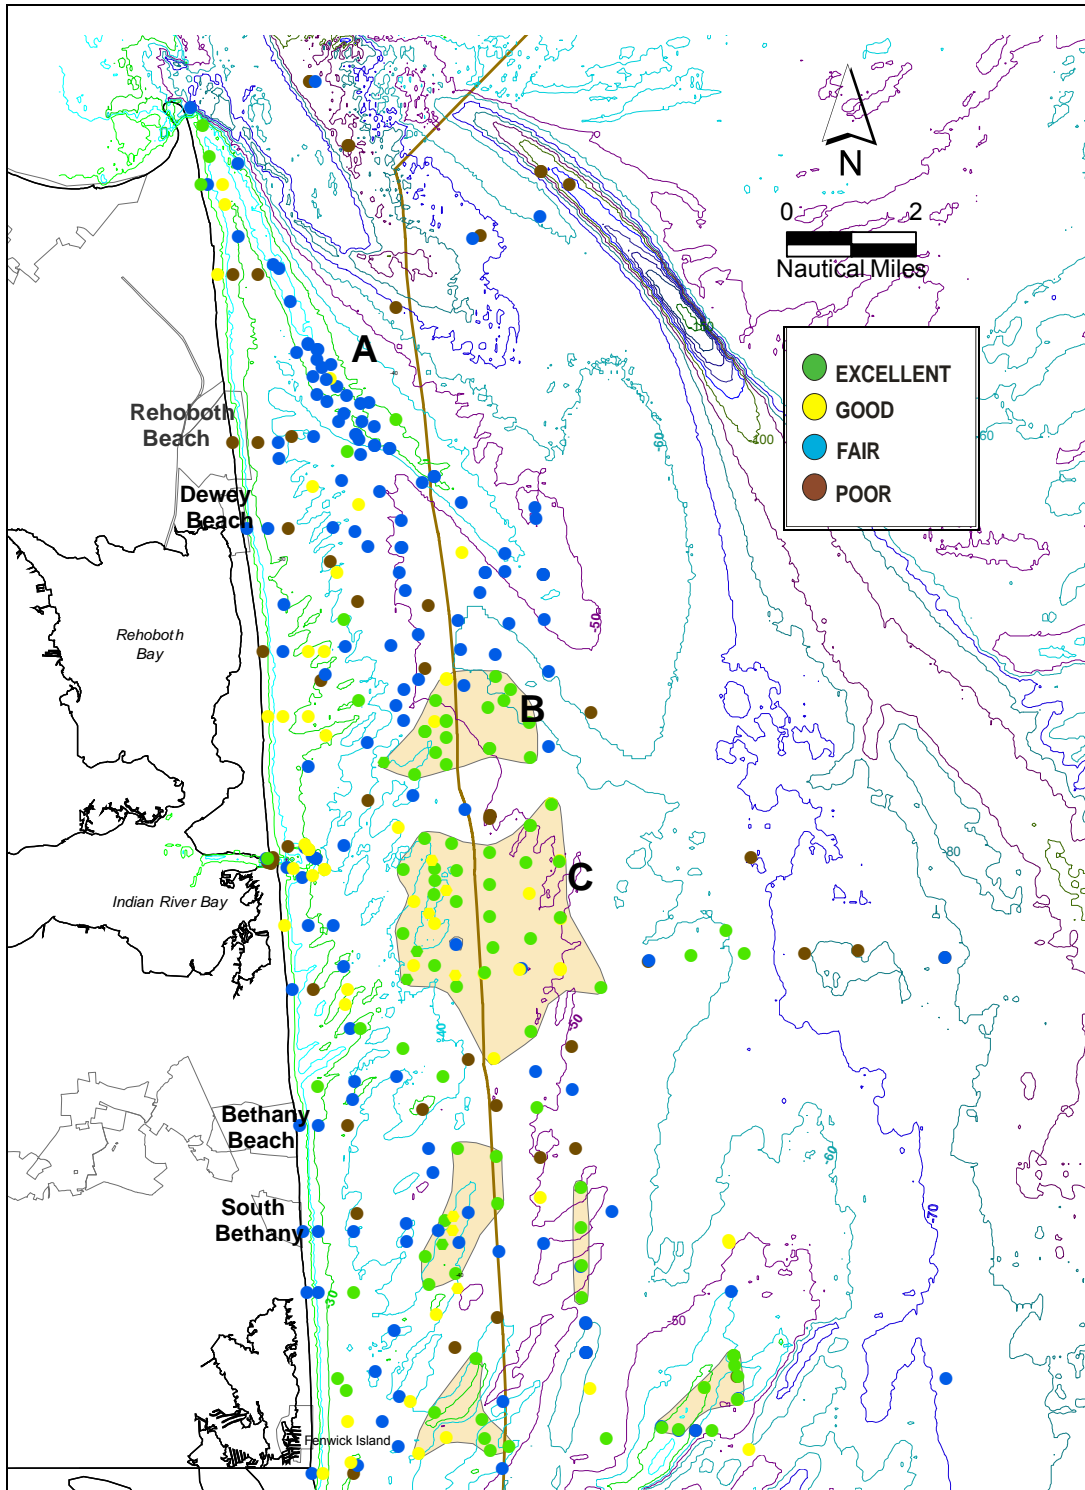 N
0 2
Nautical Miles
A
EXCELLENT
GOOD
FAIR
POOR
Rehoboth
Beach
-100
-60
Dewey
Beach
-50
Rehoboth
Bay
B
C
-80
Indian River Bay
-50
-40
Bethany
Beach
-60
South
Bethany
-70
-30
-50
Fenwick Island